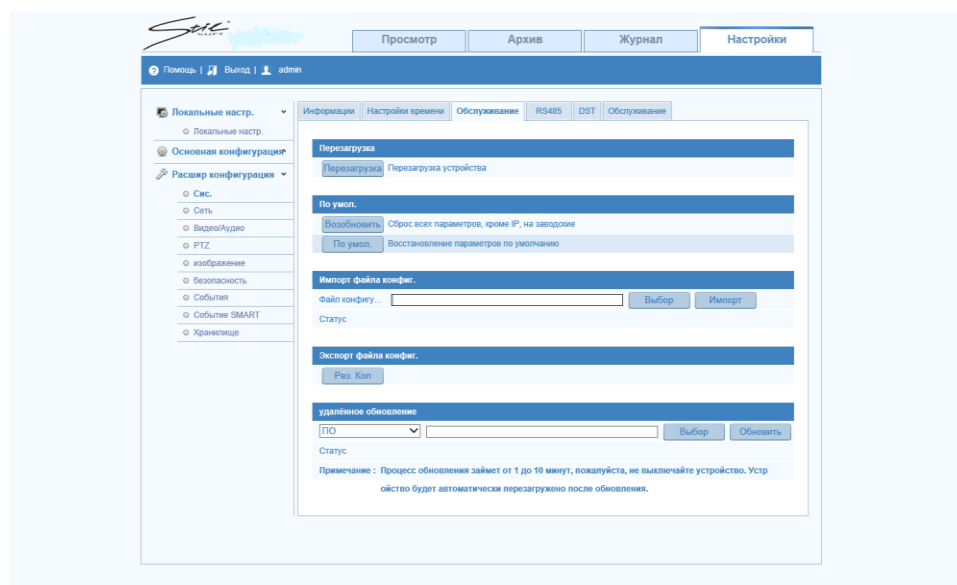 Stil
SOFT
Просмотр
Архив
Журнал
Настройки
Помощь | Выход | admin
Локальные настр.
Локальные настр.
Основная конфигурация
Расшир конфигурация
Сис.
Сеть
Видео/Аудио
PTZ
изображение
безопасность
События
Событие SMART
Хранилище
Информации
Настройки времени
Обслуживание
RS485
DST
Обслуживание
Перезагрузка
Перезагрузка Перезагрузка устройства
По умол.
Возобновить Сброс всех параметров, кроме IP, на заводские
По умол. Восстановление параметров по умолчанию
Импорт файла конфиг.
Файл конфигу... Выбор Импорт
Статус
Экспорт файла конфиг.
Рез. Коп
удалённое обновление
ПО Выбор Обновить
Статус
Примечание : Процесс обновления займет от 1 до 10 минут, пожалуйста, не выключайте устройство. Устр
ойство будет автоматически перезагружено после обновления.